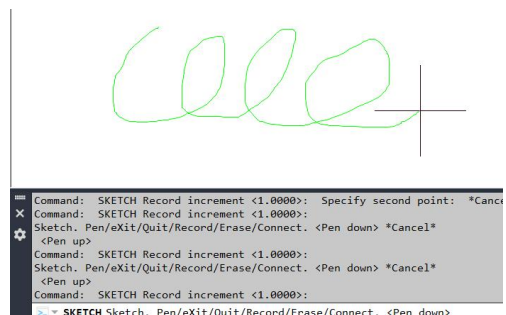 Command:  SKETCH Record increment <1.0000>:  Specify second point:  *Cance
Command:  SKETCH Record increment <1.0000>:
Sketch. Pen/eXit/Quit/Record/Erase/Connect. <Pen down> *Cancel*
<Pen up>
Command:  SKETCH Record increment <1.0000>:
Sketch. Pen/eXit/Quit/Record/Erase/Connect. <Pen down> *Cancel*
<Pen up>
Command:  SKETCH Record increment <1.0000>:
SKETCH Sketch. Pen/eXit/Quit/Record/Erase/Connect. <Pen down>